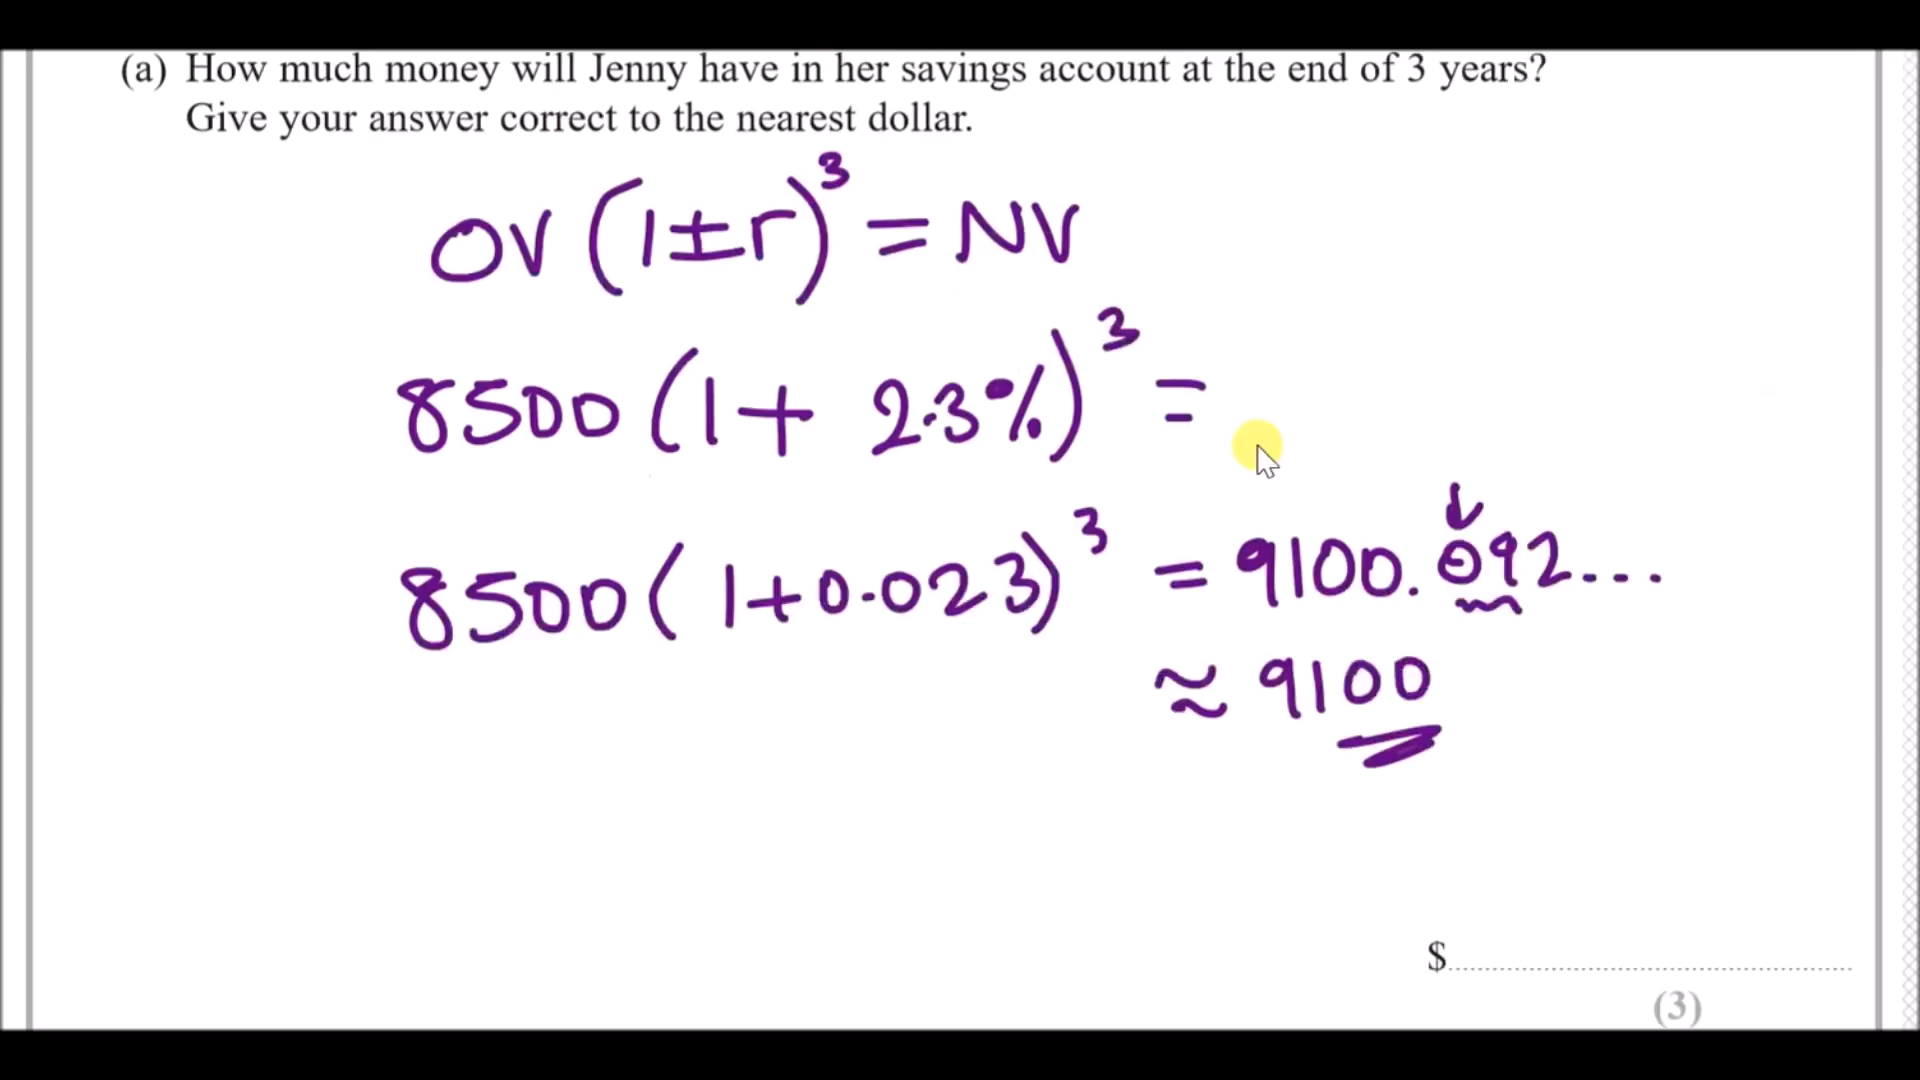 (a) How much money will Jenny have in her savings account at the end of 3 years?
Give your answer correct to the nearest dollar.
OV (1±r)³ = NV
8500 (1 + 2.3%)³ =
8500 (1+0.023)³ = 9100.092...
≈ 9100
$..........
(3)